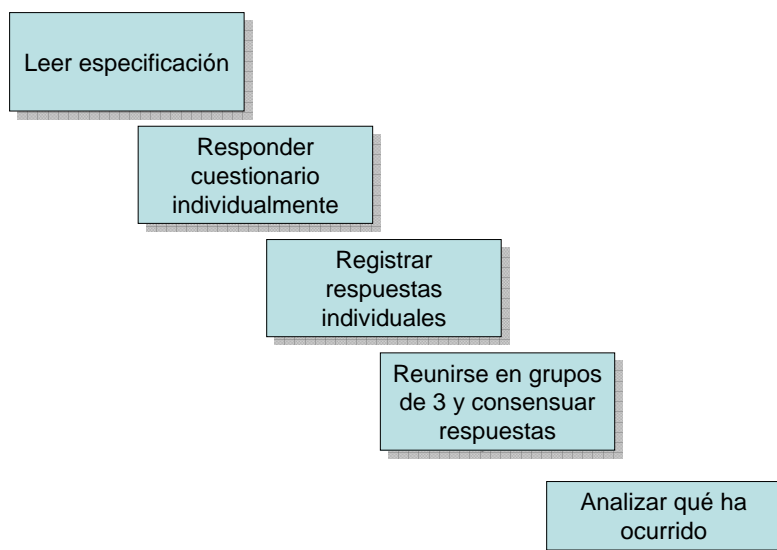 Leer especificación
Responder
cuestionario
individualmente
Registrar
respuestas
individuales
Reunirse en grupos
de 3 y consensuar
respuestas
Analizar qué ha
ocurrido